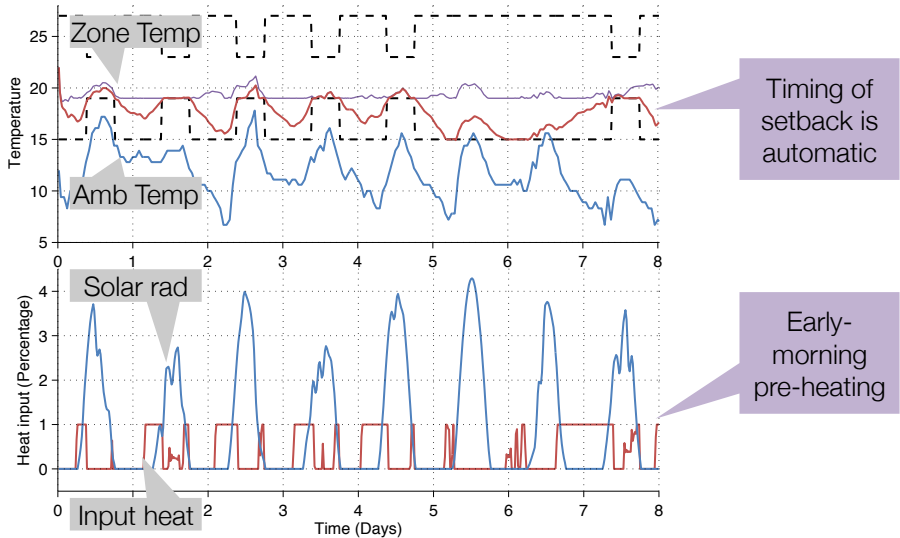 Zone Temp
Amb Temp
Temperature
25
20
15
10
5
0 1 2 3 4 5 6 7 8
Timing of
setback is
automatic
Solar rad
Input heat
Heat input (Percentage)
4
3
2
1
0
0 1 2 3 4 5 6 7 8
Time (Days)
Early-
morning
pre-heating